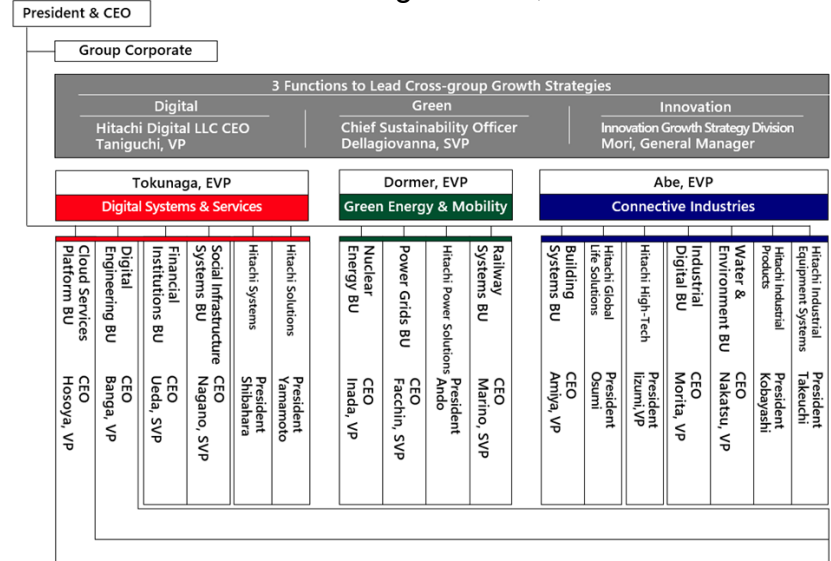 President & CEO
Group Corporate
3 Functions to Lead Cross-group Growth Strategies
Digital
Hitachi Digital LLC CEO
Taniguchi, VP
Green
Chief Sustainability Officer
Dellagiovanna, SVP
Innovation
Innovation Growth Strategy Division
Mori, General Manager
Tokunaga, EVP
Digital Systems & Services
Dormer, EVP
Green Energy & Mobility
Abe, EVP
Connective Industries
Cloud Services
Platform BU
CEO
Hosoya, VP
Digital
Engineering BU
CEO
Banga, VP
Financial
Institutions BU
CEO
Ueda, SVP
Social Infrastructure
Systems BU
CEO
Nagano, SVP
Hitachi Systems
President
Shibahara
Hitachi Solutions
President
Yamamoto
Nuclear
Energy BU
CEO
Inada, VP
Power Grids BU
CEO
Facchin, SVP
Hitachi Power Solutions
President
Ando
Railway
Systems BU
CEO
Marino, SVP
Building
Systems BU
CEO
Amiya, VP
Hitachi Global
Life Solutions
President
Osumi
Hitachi High-Tech
President
Iizumi,VP
Industrial
Digital BU
CEO
Morita, VP
Water &
Environment BU
CEO
Nakatsu, VP
Hitachi Industrial
Products
President
Kobayashi
Hitachi Industrial
Equipment Systems
President
Takeuchi